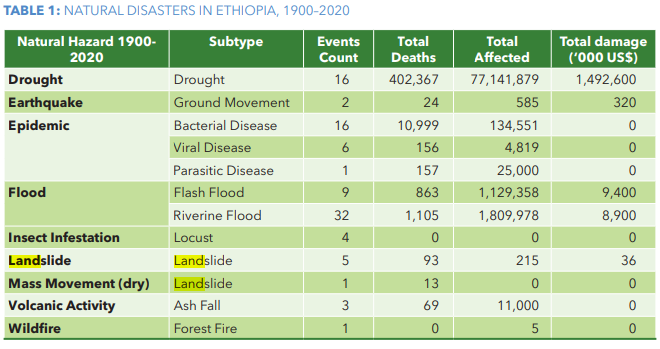 TABLE 1: NATURAL DISASTERS IN ETHIOPIA, 1900-2020
Natural Hazard 1900-2020 Subtype Events Count Total Deaths Total Affected Total damage ('000 US$)
Drought Drought 16 402,367 77,141,879 1,492,600
Earthquake Ground Movement 2 24 585 320
Epidemic Bacterial Disease 16 10,999 134,551 0
Viral Disease 6 156 4,819 0
Parasitic Disease 1 157 25,000 0
Flood Flash Flood 9 863 1,129,358 9,400
Riverine Flood 32 1,105 1,809,978 8,900
Insect Infestation Locust 4 0 0 0
Landslide Landslide 5 93 215 36
Mass Movement (dry) Landslide 1 13 0 0
Volcanic Activity Ash Fall 3 69 11,000 0
Wildfire Forest Fire 1 0 5 0